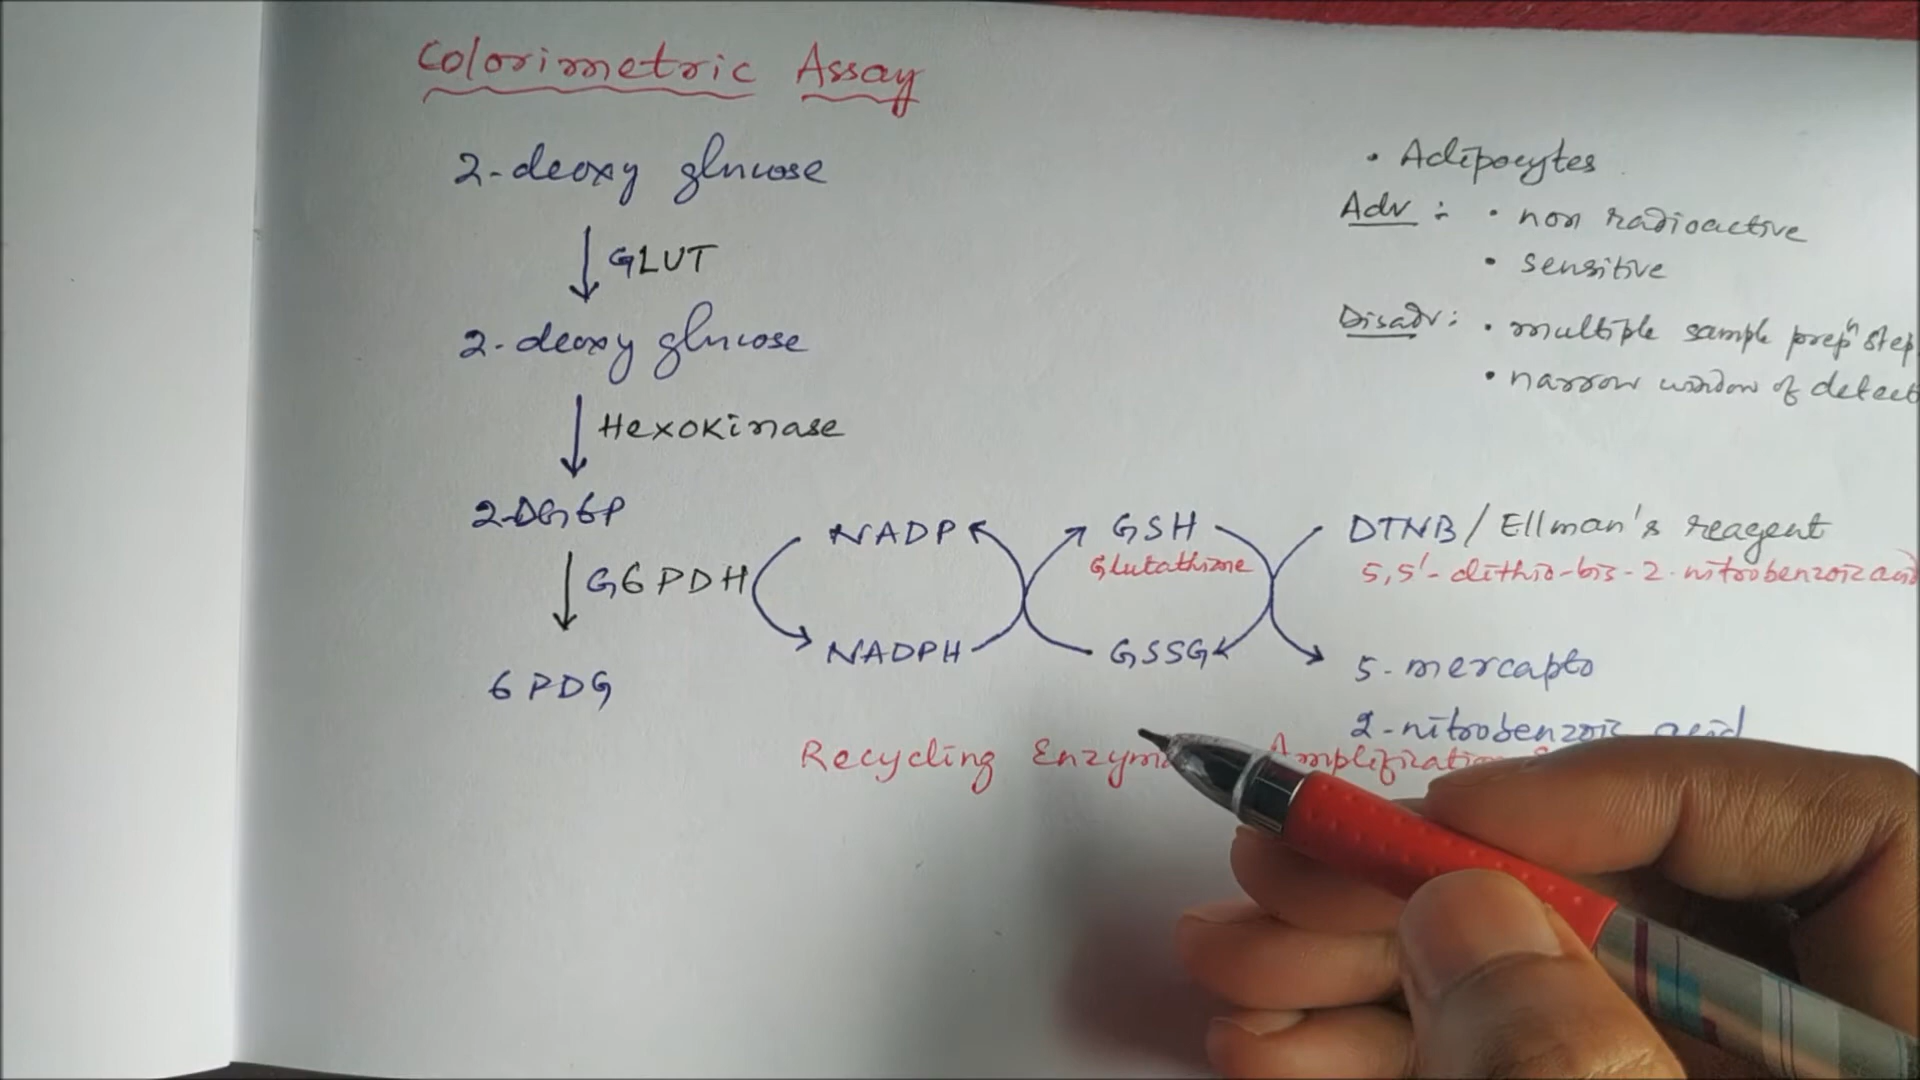 Colorimetric Assay
2-deoxy glucose
GLUT
2-deoxy glucose
Hexokinase
2-DG6P
G6PDH
6PDG
NADP
NADPH
GSH
Glutathione
GSSG
DTNB / Ellman's reagent
5,5'-dithio-bis-2-nitrobenzoic acid
5-mercapto
2-nitrobenzoic acid
Recycling
• Adipocytes
Adv : • non radioactive
• sensitive
Disadv : • multiple sample prepⁿ step
• narrow window of detect